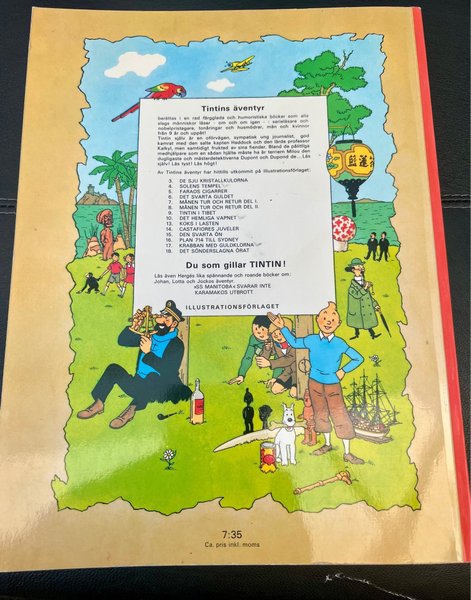 Tintins äventyr
berättas i en rad färgglada och humoristiska böcker som alla
slags människor läser - om och om igen - : serieläsare och
nobelpristagare, tonåringar och husmödrar, män och kvinnor
från 9 år och uppåt!
Tintin själv är en oförvägen, sympatisk ung journalist, god
kamrat med den salte kapten Haddock och den lärde professor
Kalkyl, men samtidigt fruktad av sina fiender. Bland de pålitliga
medhjälpare som en sådan hjälte måste ha är terriern Milou den
dugligaste och mästerdetektiverna Dupont och Dupond de... Läs
själv! Läs tyst! Läs högt!
Av Tintins äventyr har hittills utkommit på Illustrationsförlaget:
3. DE SJU KRISTALLKULORNA
4. SOLENS TEMPEL
5. FARAOS CIGARRER
6. DET SVARTA GULDET
7. MÅNEN TUR OCH RETUR DEL I.
8. MÅNEN TUR OCH RETUR DEL II.
9. TINTIN I TIBET
10. DET HEMLIGA VAPNET
13. KOKS I LASTEN
14. CASTAFIORES JUVELER
15. DEN SVARTA ÖN
16. PLAN 714 TILL SYDNEY
17. KRABBAN MED GULDKLORNA
18. DET SÖNDERSLAGNA ÖRAT
Du som gillar TINTIN!
Läs även Hergés lika spännande och roande böcker om:
Johan, Lotta och Jockos äventyr.
»SS MANITOBA« SVARAR INTE
KARAMAKOS UTBROTT
ILLUSTRATIONSFÖRLAGET
7:35
Ca. pris inkl. moms